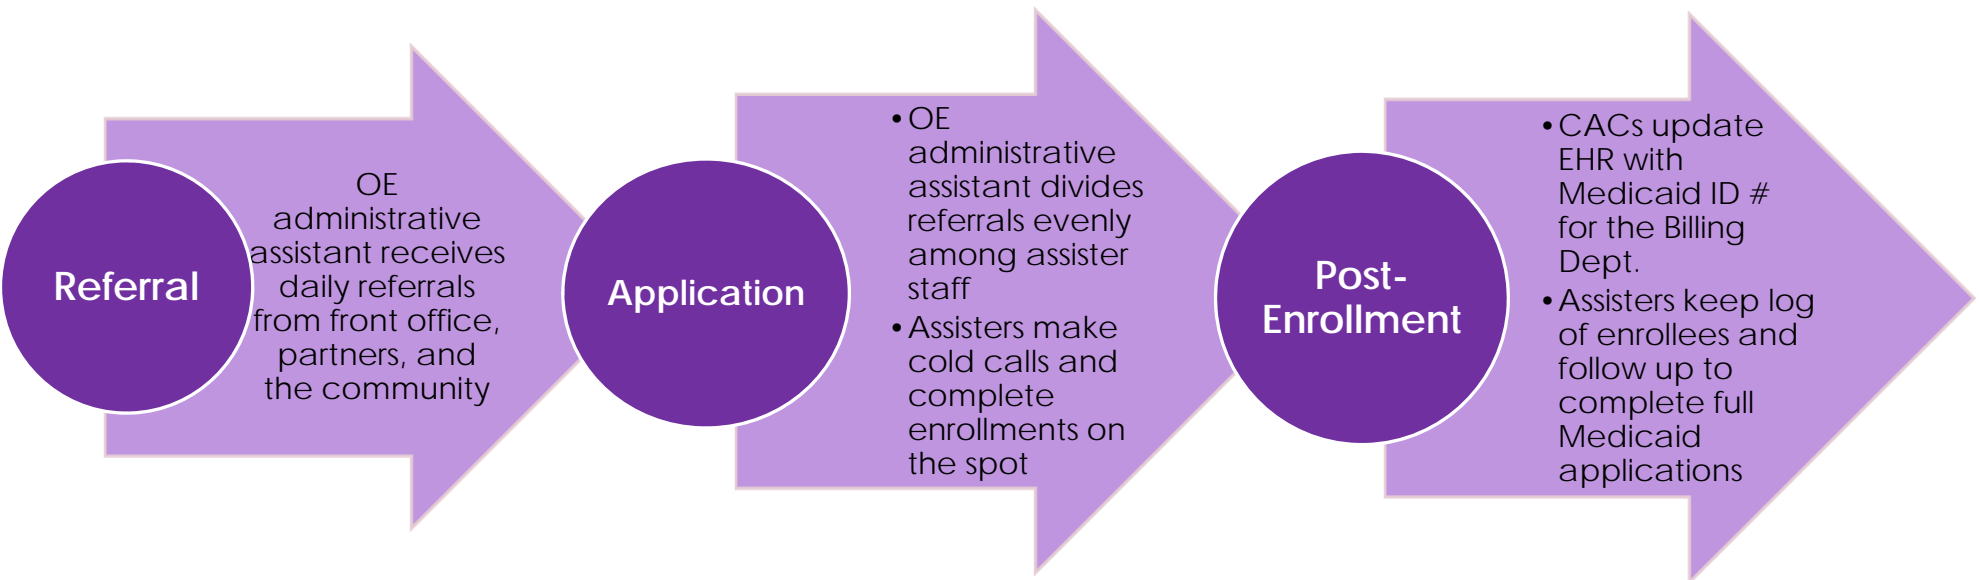 Referral
OE
administrative
assistant receives
daily referrals
from front office,
partners, and
the community
Application
• OE
administrative
assistant divides
referrals evenly
among assister
staff
• Assisters make
cold calls and
complete
enrollments on
the spot
Post-
Enrollment
• CACs update
EHR with
Medicaid ID #
for the Billing
Dept.
• Assisters keep log
of enrollees and
follow up to
complete full
Medicaid
applications